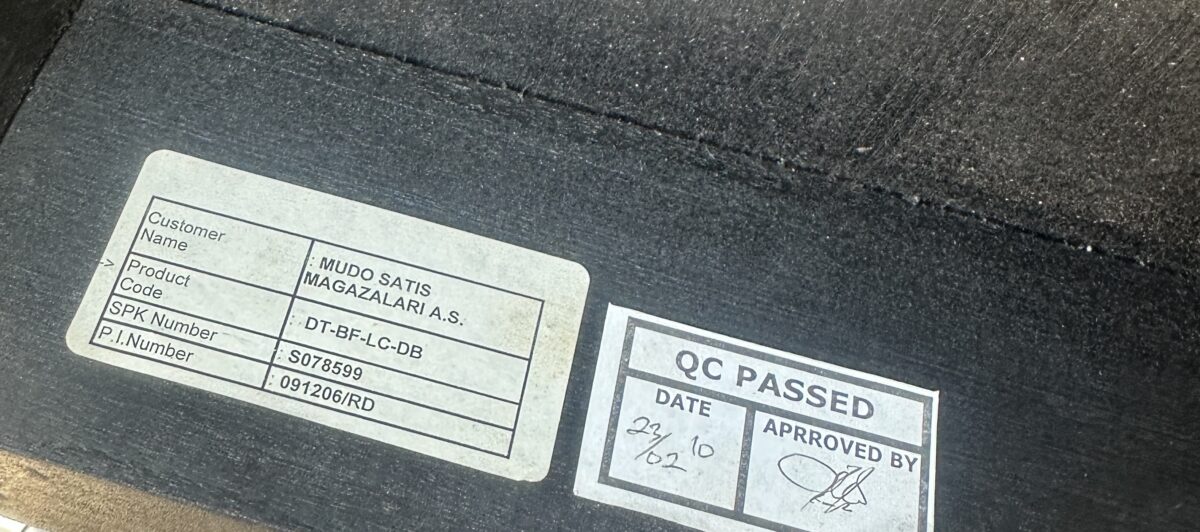 Customer Name : MUDO SATIS
MAGAZALARI A.S.
Product Code : DT-BF-LC-DB
SPK Number : S078599
P.I.Number : 091206/RD
QC PASSED
DATE
APRROVED BY
23/02 10